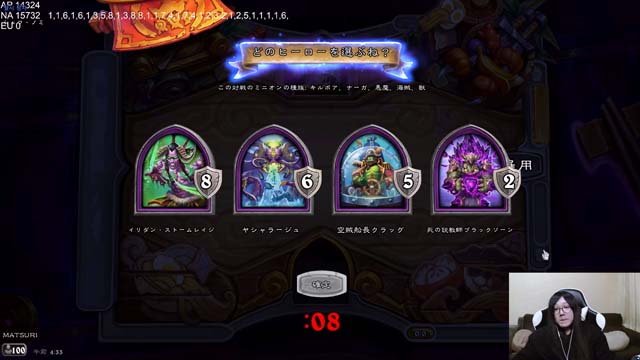 AP 14324
NA 15732 1,1,6,1,6,1,3,5,8,1,3,8,8,1,1,7,4,1,7,4,1,2,3,2,1,2,5,1,1,1,1,6,
EU 0
どのヒーローを選ぶね？
この対戦のミニオンの種族: キルボア、ナーガ、悪魔、海賊、獣
8
6
5
2
用
イリダン・ストームレイジ
ヤシャラージュ
空賊船長クラッグ
死の説教師ブラックソーン
確定
:08
MATSURI
100
午前 4:33